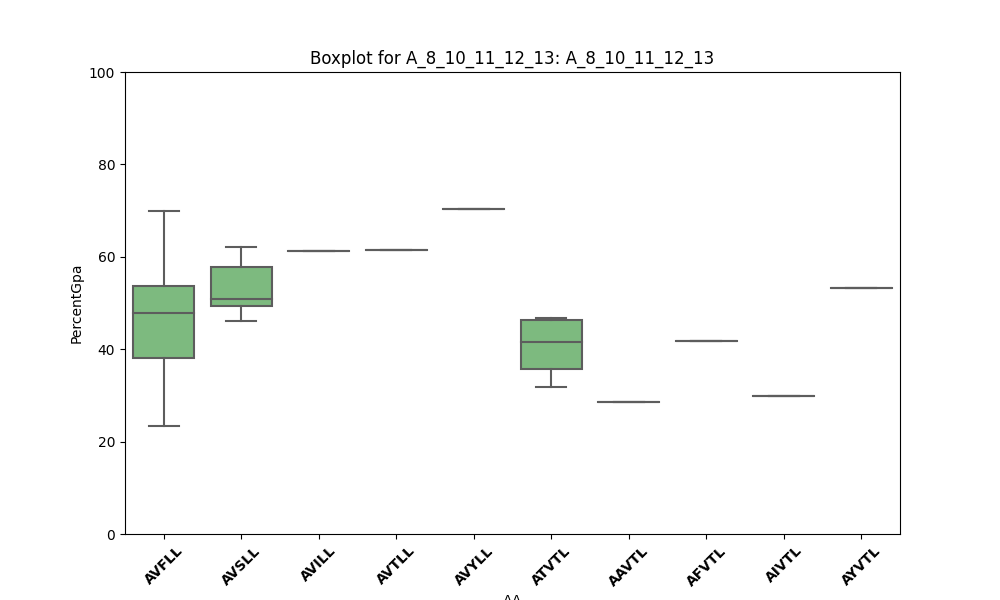 Boxplot for A_8_10_11_12_13: A_8_10_11_12_13
PercentGpa
100
80
60
40
20
0
AVFLL
AVSLL
AVILL
AVTLL
AVYLL
ATVTL
AAVTL
AFVTL
AIVTL
AYVTL
AA